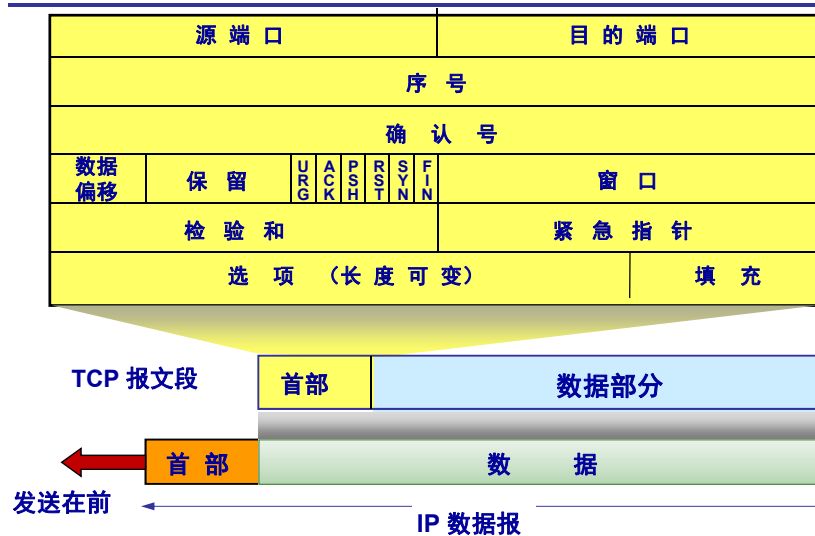 源端口 目的端口
序号
确认号
数据偏移 保留 URG ACK PSH RST SYN FIN 窗口
检验和 紧急指针
选项（长度可变） 填充
TCP 报文段 首部 数据部分
首部 数据
发送在前
IP 数据报